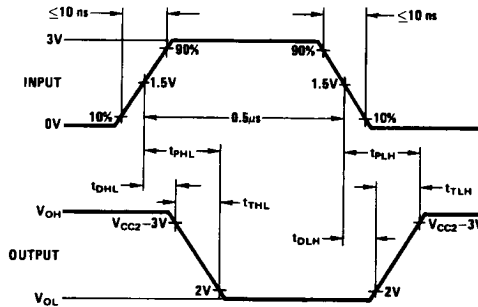 ≤10 ns
≤10 ns
3V
90%
90%
INPUT
1.5V
1.5V
10%
10%
0V
0.5µs
tPHL
tPLH
tDHL
tTHL
tTLH
tDLH
VOH
VCC2–3V
VCC2–3V
OUTPUT
2V
2V
VOL